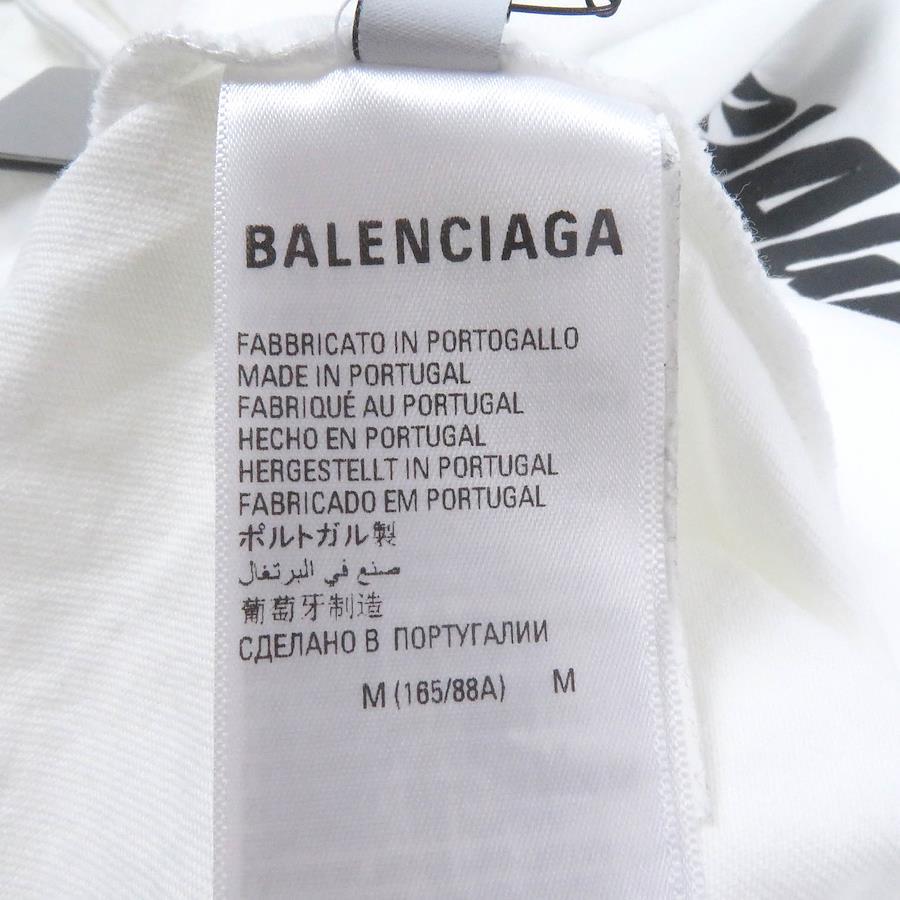 BALENCIAGA
FABBRICATO IN PORTOGALLO
MADE IN PORTUGAL
FABRIQUÉ AU PORTUGAL
HECHO EN PORTUGAL
HERGESTELLT IN PORTUGAL
FABRICADO EM PORTUGAL
ポルトガル製
صنع في البرتغال
葡萄牙制造
СДЕЛАНО В ПОРТУГАЛИИ
M (165/88A) M